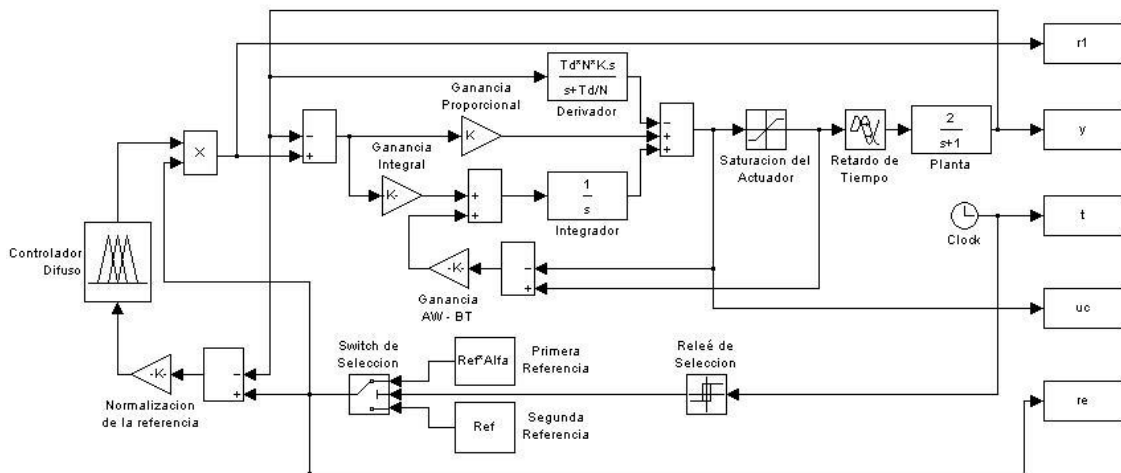 r1
Td*N*K.s
s+Td/N
Derivador
Ganancia
Proporcional
K
−
+
×
Ganancia
Integral
K-
−
+
+
+
+
1
s
Integrador
Saturacion del
Actuador
Retardo de
Tiempo
2
s+1
Planta
y
Clock
t
Controlador
Difuso
-K-
Ganancia
AW - BT
−
+
uc
-K-
Normalizacion
de la referencia
−
+
Switch de
Seleccion
Ref*Alfa
Primera
Referencia
Ref
Segunda
Referencia
Releé de
Seleccion
re